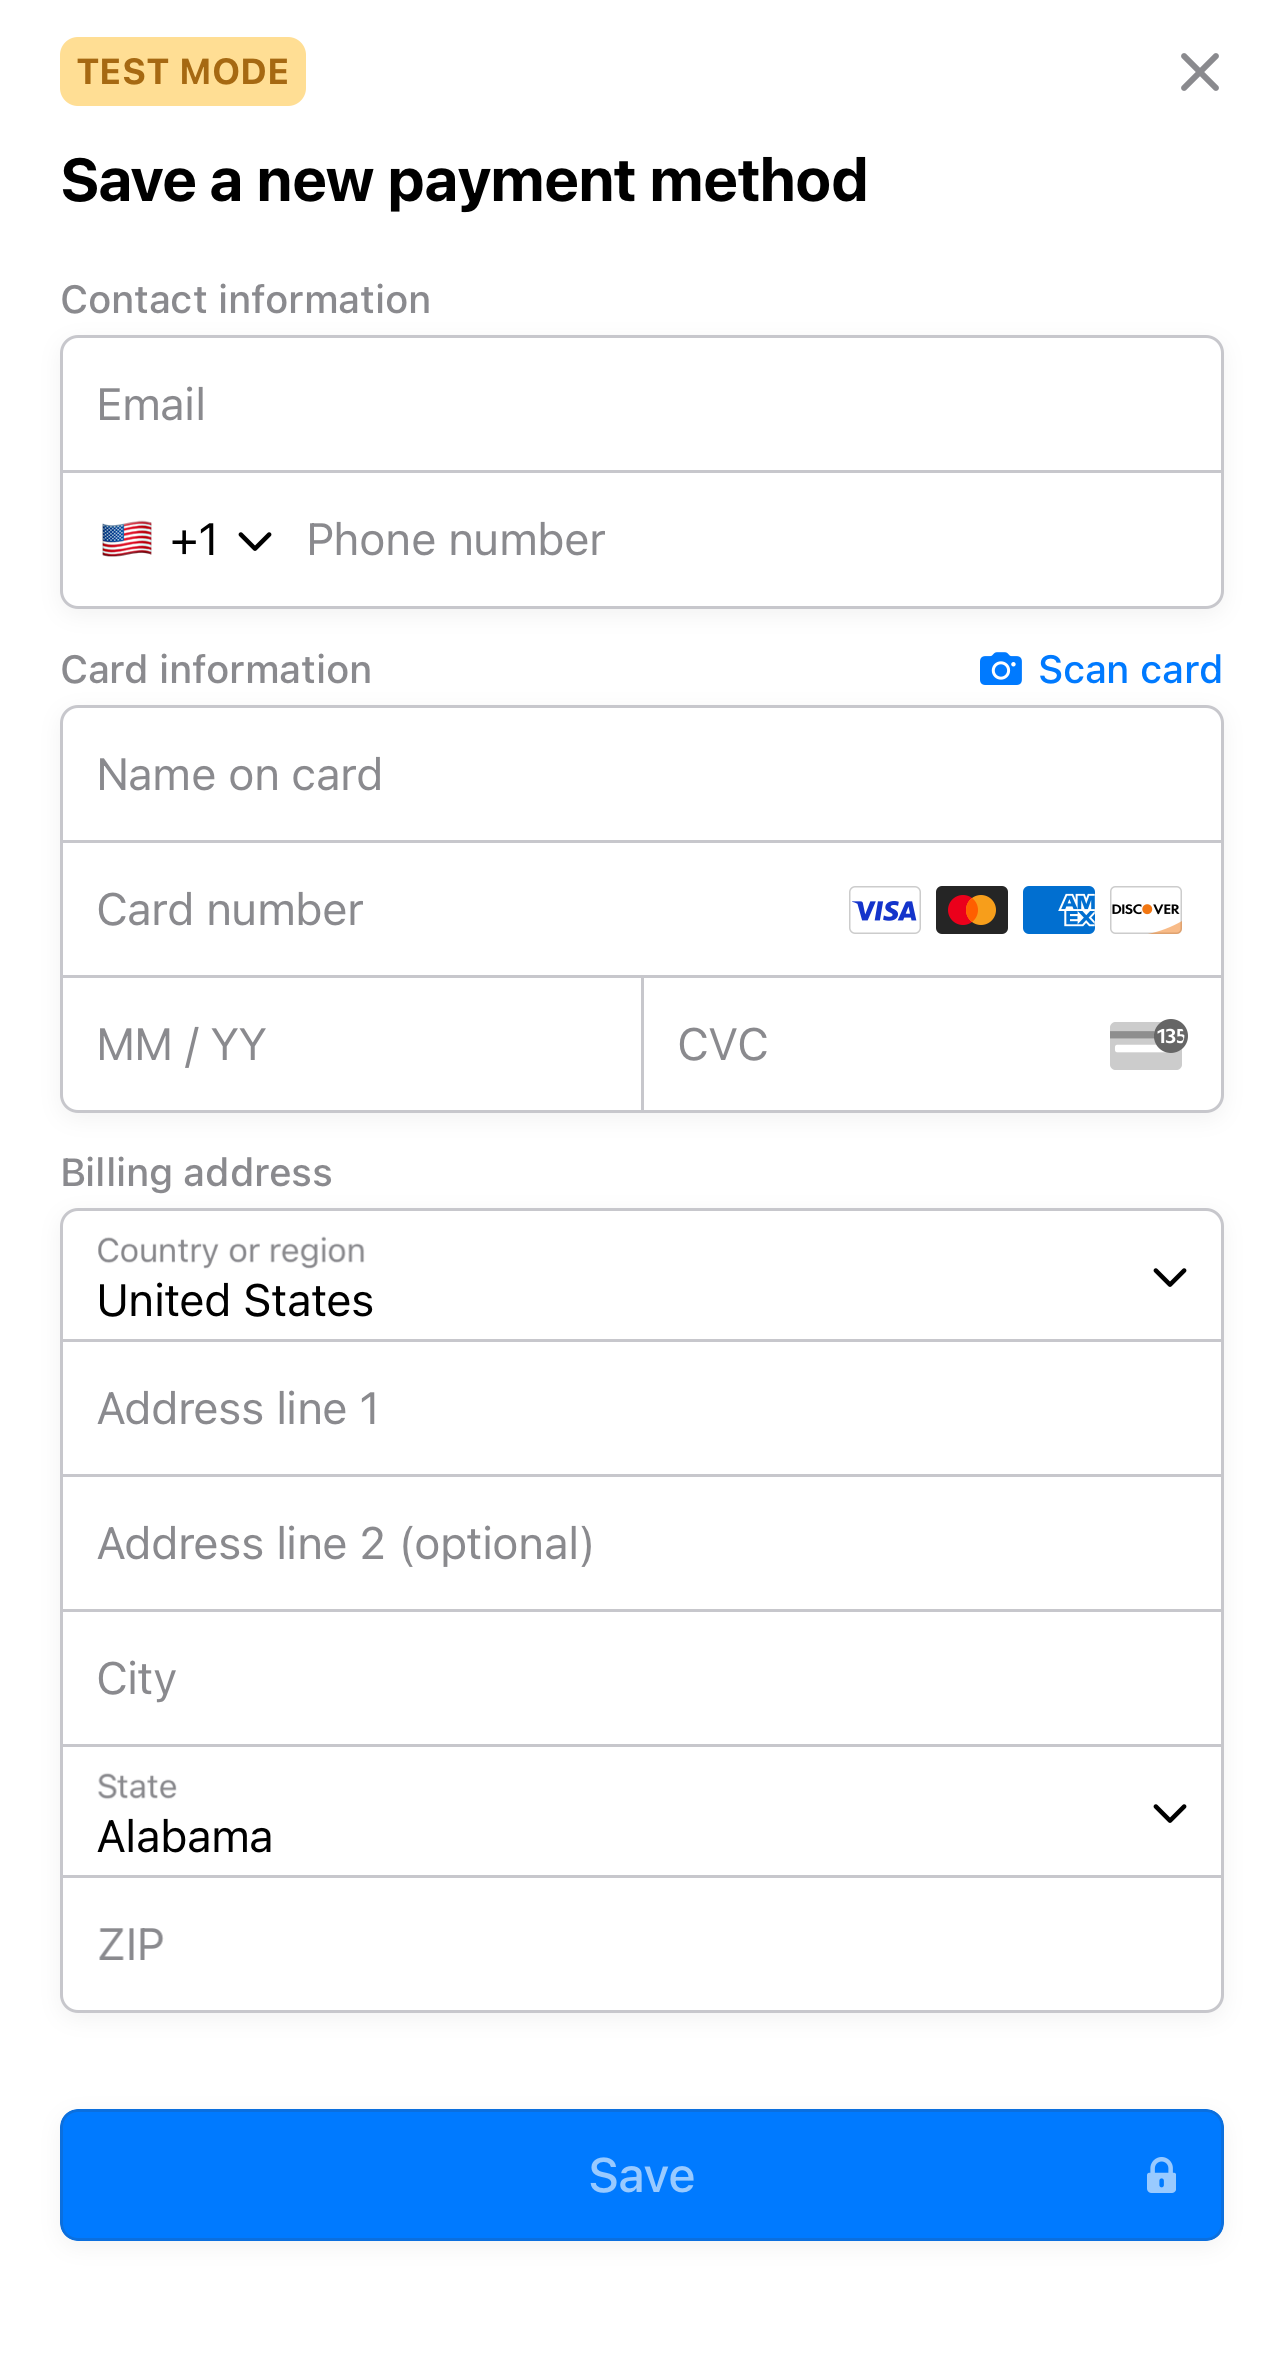 TEST MODE
Save a new payment method
Contact information
Email
+1 Phone number
Card information Scan card
Name on card
Card number VISA AMEX DISCOVER
MM / YY CVC 135
Billing address
Country or region
United States
Address line 1
Address line 2 (optional)
City
State
Alabama
ZIP
Save